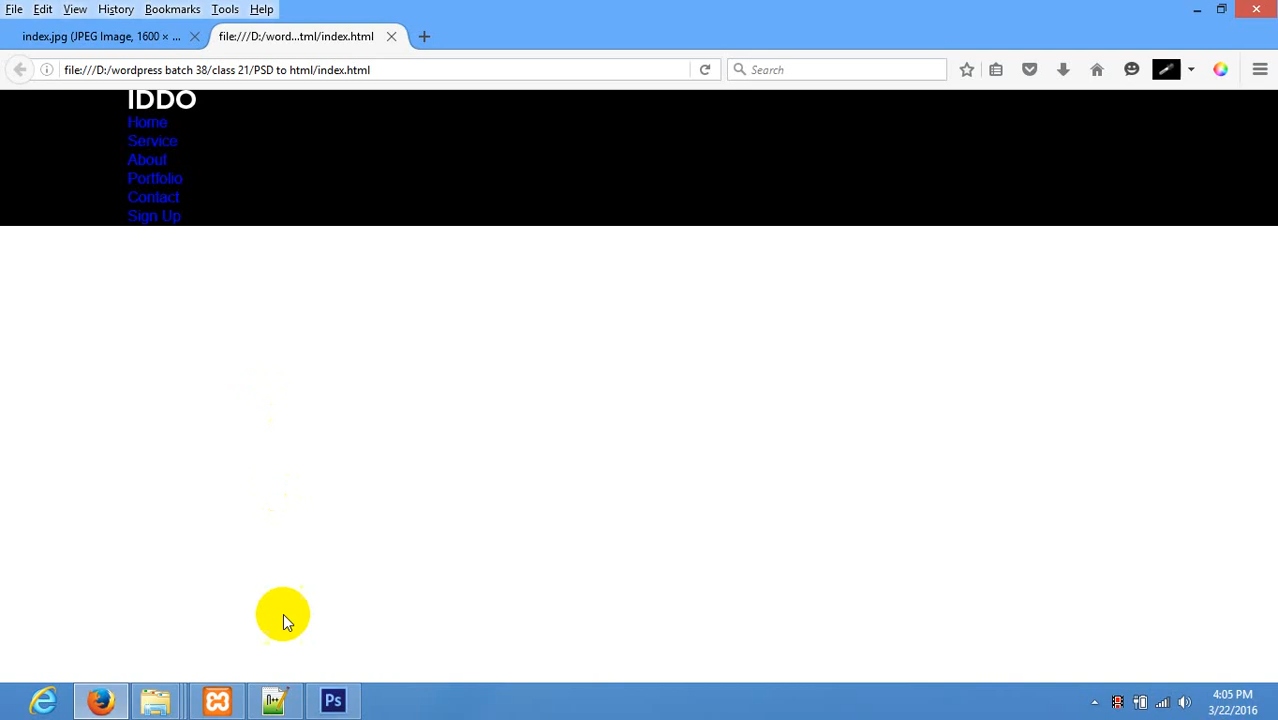 File Edit View History Bookmarks Tools Help
index.jpg (JPEG Image, 1600 × ... file:///D:/word...tml/index.html
file:///D:/wordpress batch 38/class 21/PSD to html/index.html Search
IDDO
Home
Service
About
Portfolio
Contact
Sign Up
Ps
4:05 PM
3/22/2016